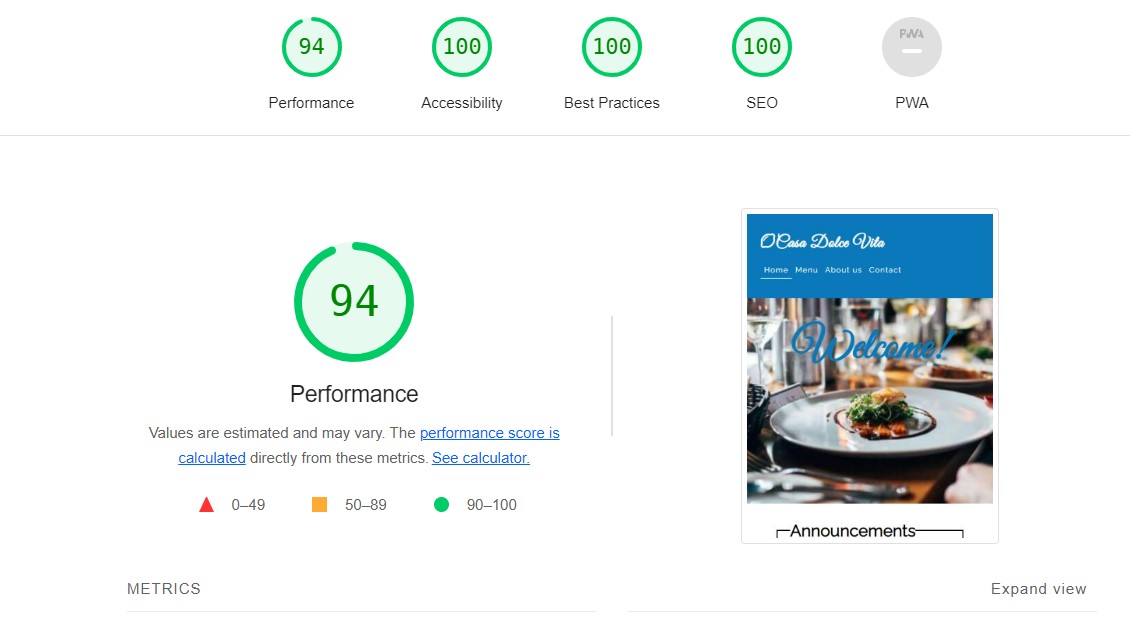 94
100
100
100
PWA
Performance
Accessibility
Best Practices
SEO
PWA
94
Performance
Values are estimated and may vary. The performance score is
calculated directly from these metrics. See calculator.
0–49
50–89
90–100
O'Casa Dolce Vita
Home Menu About us Contact
Welcome!
Announcements
METRICS
Expand view